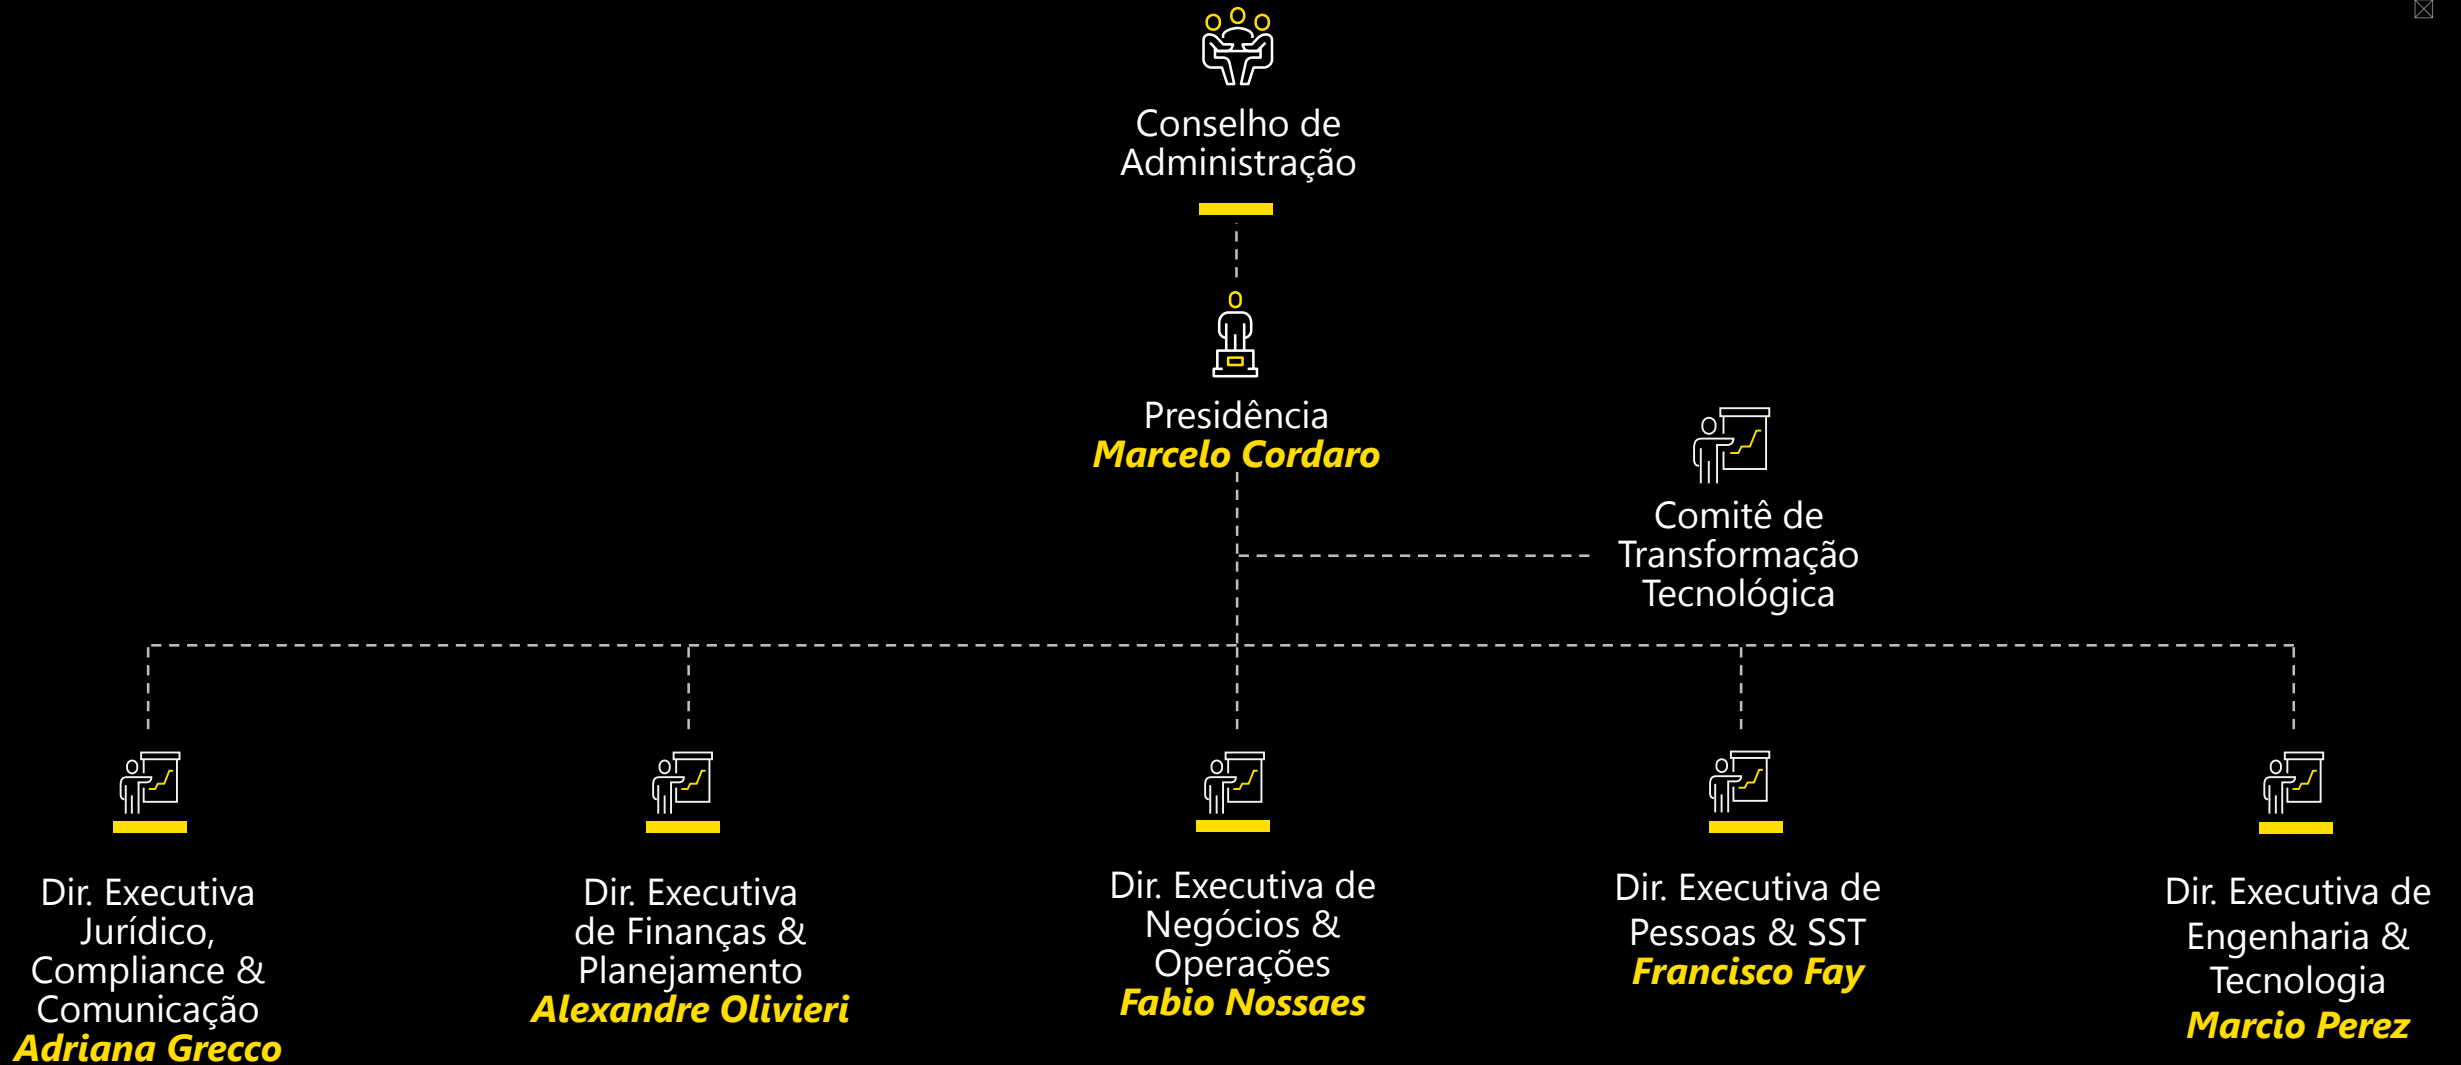 Conselho de
Administração
Presidência
Marcelo Cordaro
Comitê de
Transformação
Tecnológica
Dir. Executiva
Jurídico,
Compliance &
Comunicação
Adriana Grecco
Dir. Executiva
de Finanças &
Planejamento
Alexandre Olivieri
Dir. Executiva de
Negócios &
Operações
Fabio Nossaes
Dir. Executiva de
Pessoas & SST
Francisco Fay
Dir. Executiva de
Engenharia &
Tecnologia
Marcio Perez